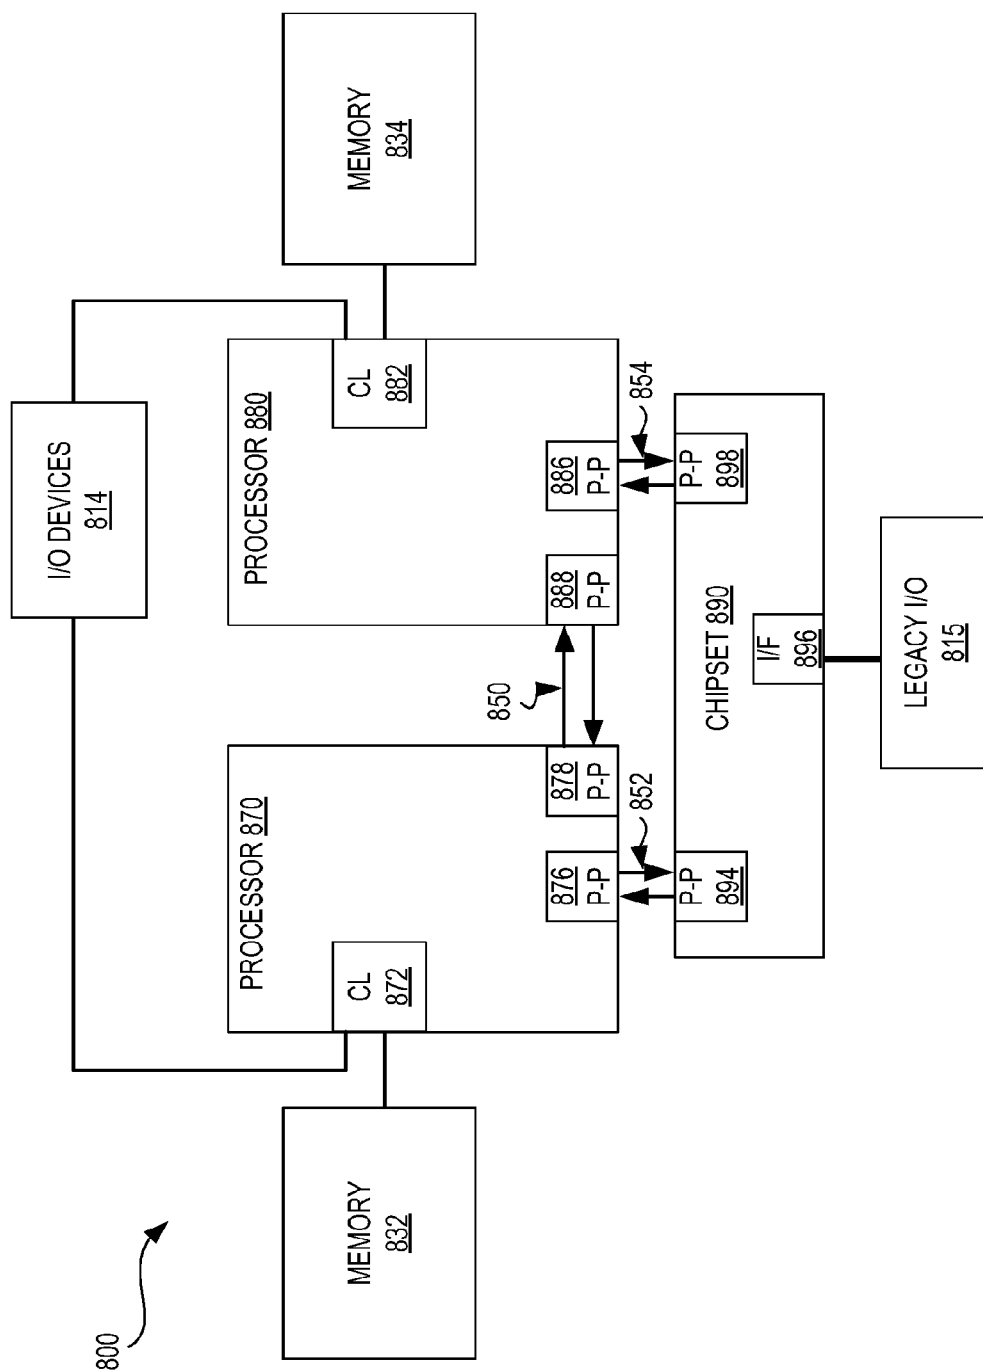 800
I/O DEVICES
814
MEMORY
832
PROCESSOR 870
CL
872
876
P-P
878
P-P
850
PROCESSOR 880
CL
882
888
P-P
886
P-P
MEMORY
834
852
854
P-P
894
CHIPSET 890
P-P
898
I/F
896
LEGACY I/O
815